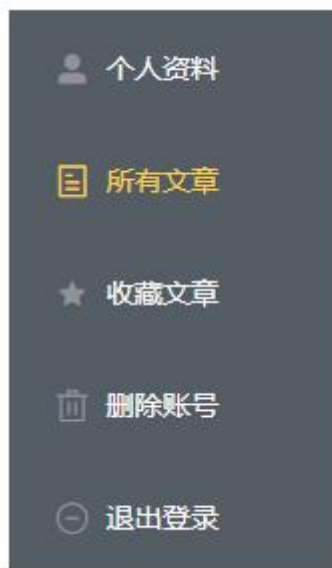 个人资料
所有文章
收藏文章
删除账号
退出登录